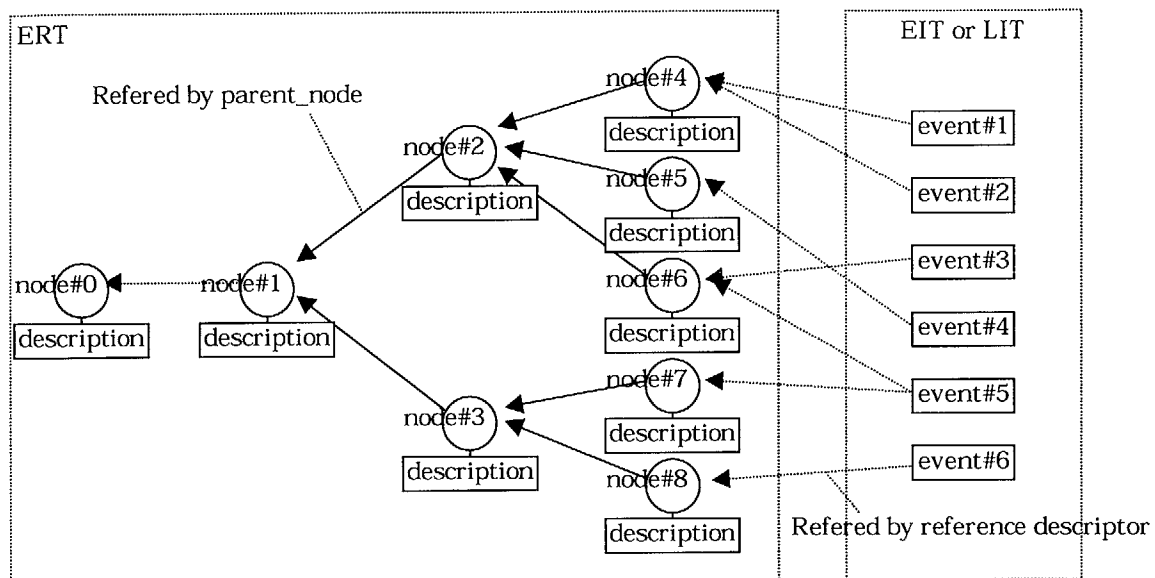 ERT
EIT or LIT
node#4
Refered by parent_node
description
event#1
node#2
node#5
description
event#2
description
node#6
event#3
node#0
node#1
description
event#4
description
description
node#7
event#5
node#3
description
event#6
description
node#8
Refered by reference descriptor
description